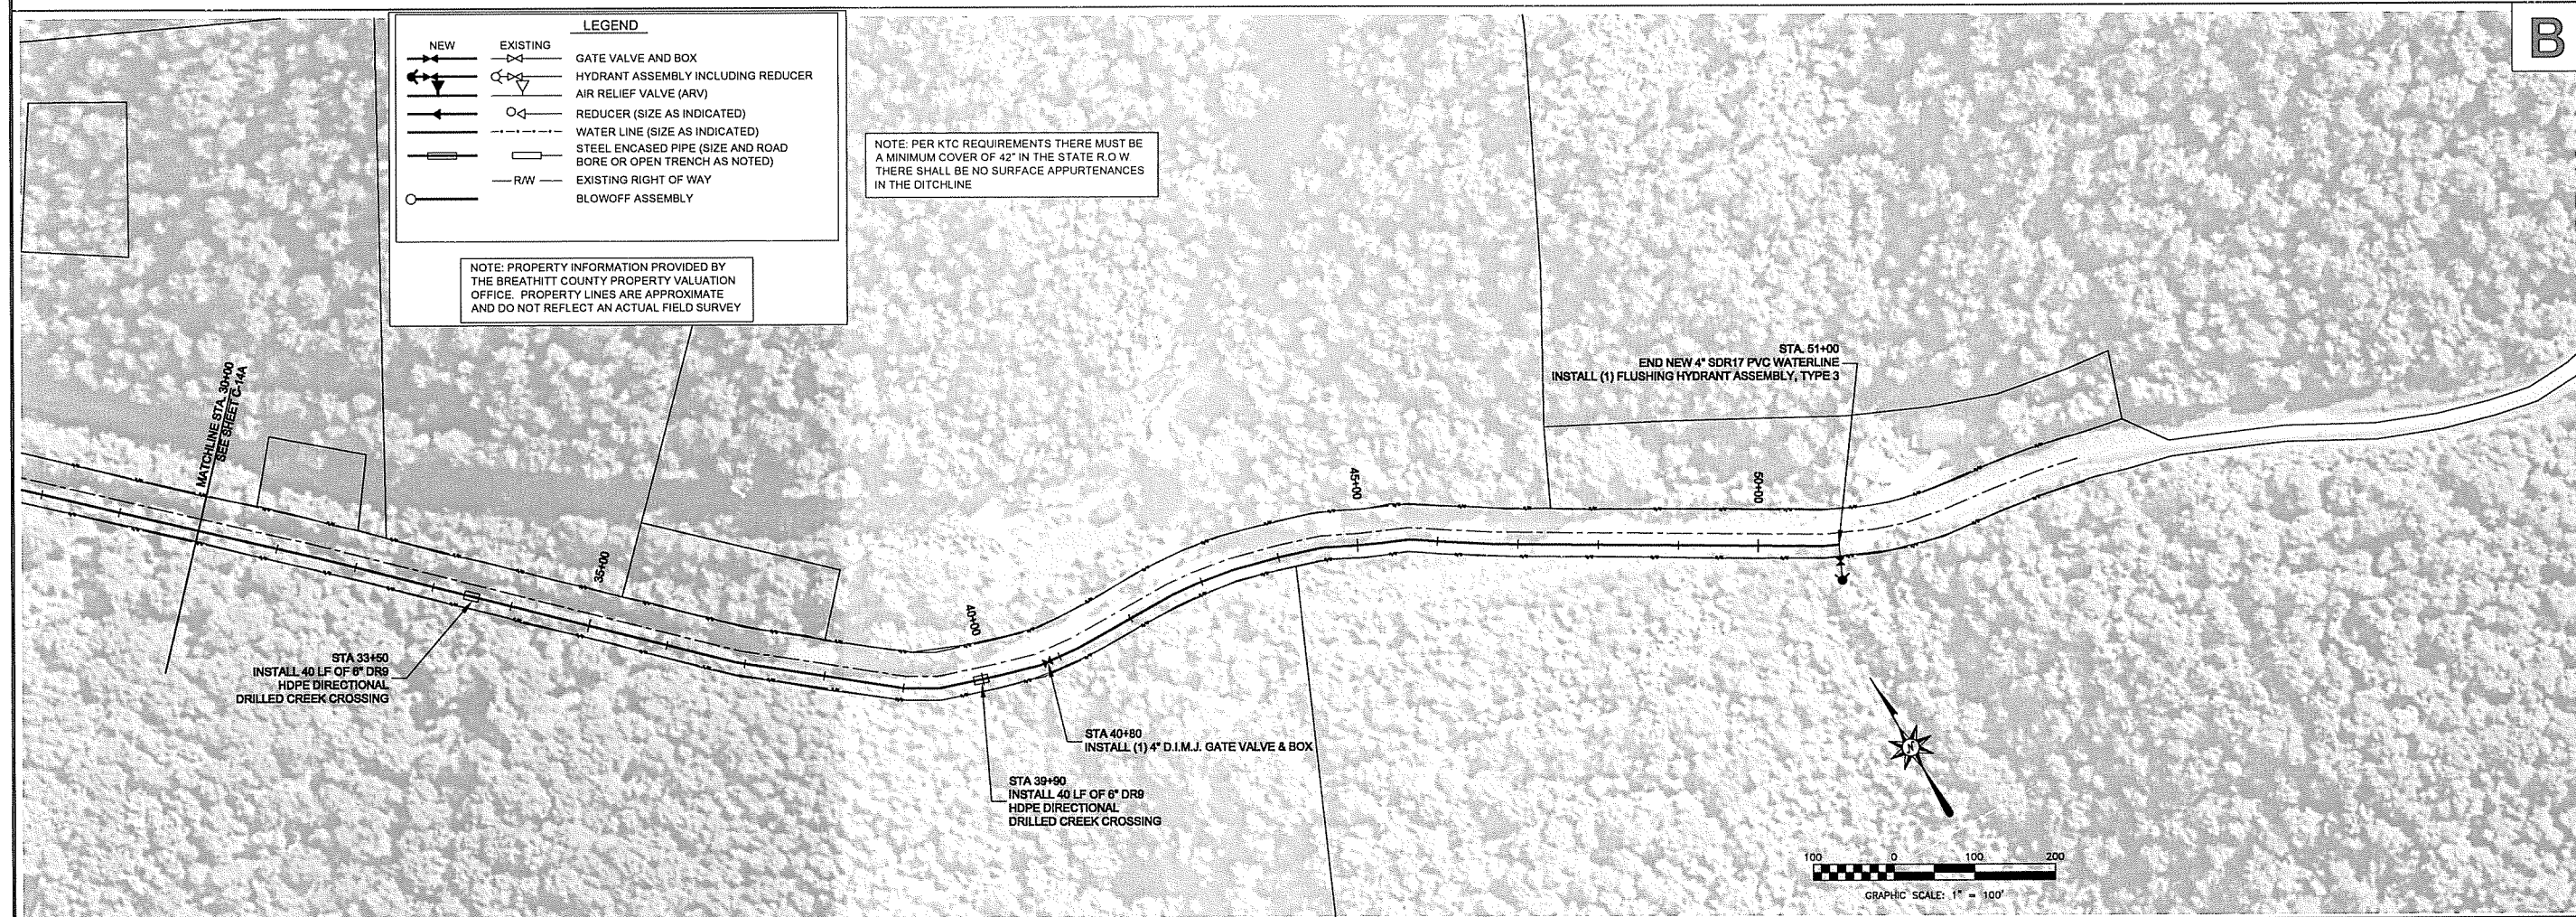 B
LEGEND
NEW
EXISTING
GATE VALVE AND BOX
HYDRANT ASSEMBLY INCLUDING REDUCER
AIR RELIEF VALVE (ARV)
REDUCER (SIZE AS INDICATED)
WATER LINE (SIZE AS INDICATED)
STEEL ENCASED PIPE (SIZE AND ROAD
BORE OR OPEN TRENCH AS NOTED)
R/W
EXISTING RIGHT OF WAY
BLOWOFF ASSEMBLY
NOTE: PROPERTY INFORMATION PROVIDED BY
THE BREATHITT COUNTY PROPERTY VALUATION
OFFICE. PROPERTY LINES ARE APPROXIMATE
AND DO NOT REFLECT AN ACTUAL FIELD SURVEY
NOTE: PER KTC REQUIREMENTS THERE MUST BE
A MINIMUM COVER OF 42" IN THE STATE R.O.W.
THERE SHALL BE NO SURFACE APPURTENANCES
IN THE DITCHLINE
MATCHLINE STA. 30+00
SEE SHEET C-14A
STA 33+50
INSTALL 40 LF OF 6" DR9
HDPE DIRECTIONAL
DRILLED CREEK CROSSING
35+00
40+00
STA 40+80
INSTALL (1) 4" D.I.M.J. GATE VALVE & BOX
STA 39+90
INSTALL 40 LF OF 6" DR9
HDPE DIRECTIONAL
DRILLED CREEK CROSSING
45+00
50+00
STA. 51+00
END NEW 4" SDR17 PVC WATERLINE
INSTALL (1) FLUSHING HYDRANT ASSEMBLY, TYPE 3
N
100 0 100 200
GRAPHIC SCALE: 1" = 100'